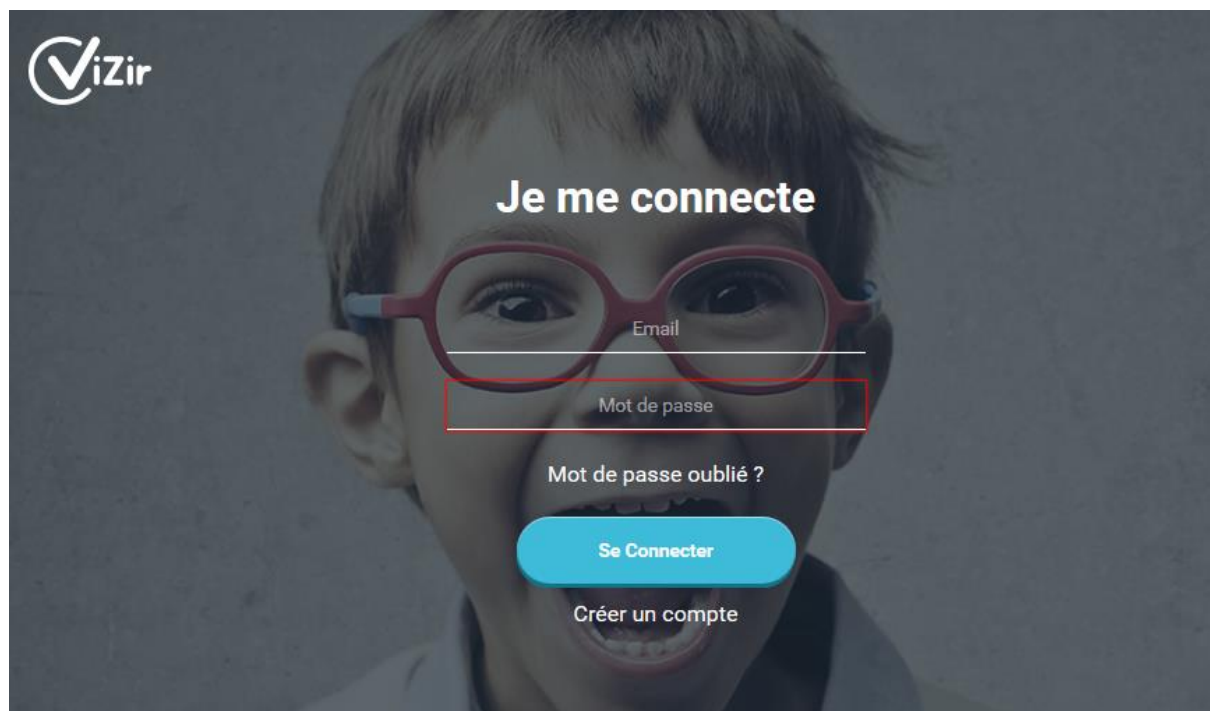 ViZir
Je me connecte
Email
Mot de passe
Mot de passe oublié ?
Se Connecter
Créer un compte